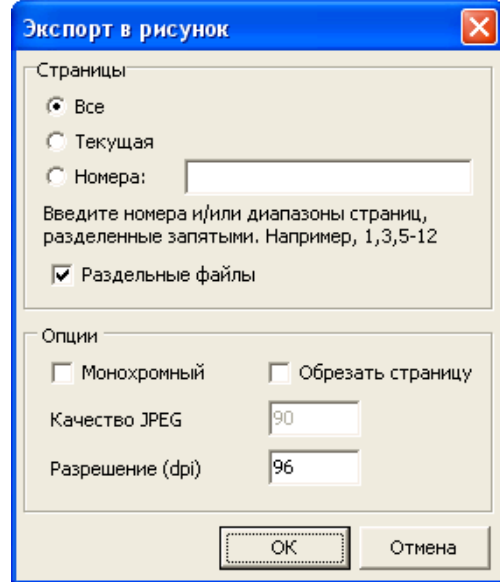 Экспорт в рисунок
Страницы
Все
Текущая
Номера:
Введите номера и/или диапазоны страниц,
разделенные запятыми. Например, 1,3,5-12
Раздельные файлы
Опции
Монохромный Обрезать страницу
Качество JPEG 90
Разрешение (dpi) 96
ОК Отмена